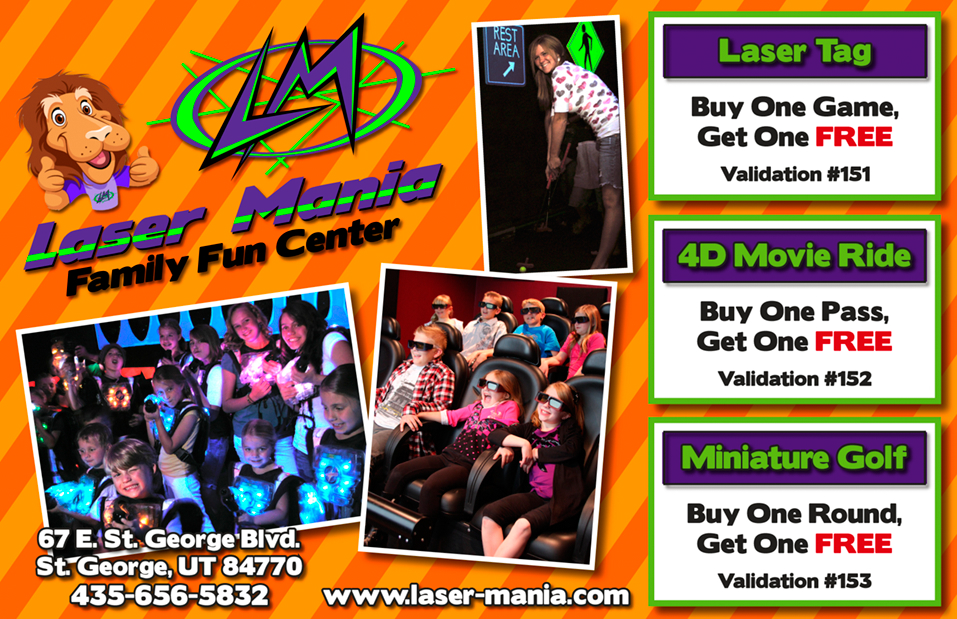 LM
Laser Mania
Family Fun Center
REST
AREA
67 E. St. George Blvd.
St. George, UT 84770
435-656-5832
www.laser-mania.com
Laser Tag
Buy One Game,
Get One FREE
Validation #151
4D Movie Ride
Buy One Pass,
Get One FREE
Validation #152
Miniature Golf
Buy One Round,
Get One FREE
Validation #153